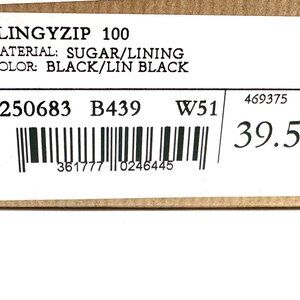 LINGYZIP 100
MATERIAL: SUGAR/LINING
COLOR: BLACK/LIN BLACK
250683 B439 W51
469375
39.5
361777 0246445